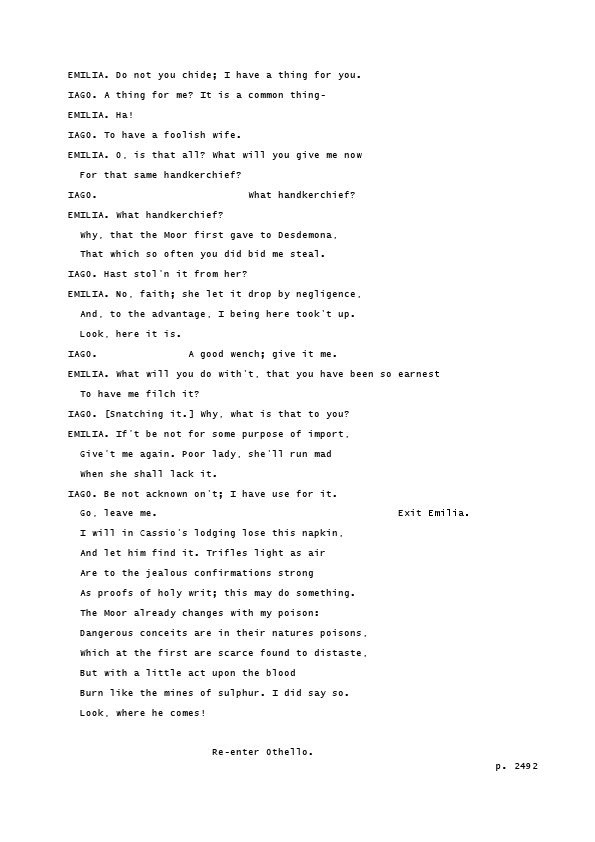 EMILIA. Do not you chide; I have a thing for you.
IAGO. A thing for me? It is a common thing-
EMILIA. Ha!
IAGO. To have a foolish wife.
EMILIA. O, is that all? What will you give me now
For that same handkerchief?
IAGO. What handkerchief?
EMILIA. What handkerchief?
Why, that the Moor first gave to Desdemona,
That which so often you did bid me steal.
IAGO. Hast stol'n it from her?
EMILIA. No, faith; she let it drop by negligence,
And, to the advantage, I being here took't up.
Look, here it is.
IAGO. A good wench; give it me.
EMILIA. What will you do with't, that you have been so earnest
To have me filch it?
IAGO. [Snatching it.] Why, what is that to you?
EMILIA. If't be not for some purpose of import,
Give't me again. Poor lady, she'll run mad
When she shall lack it.
IAGO. Be not acknown on't; I have use for it.
Go, leave me. Exit Emilia.
I will in Cassio's lodging lose this napkin,
And let him find it. Trifles light as air
Are to the jealous confirmations strong
As proofs of holy writ; this may do something.
The Moor already changes with my poison:
Dangerous conceits are in their natures poisons,
Which at the first are scarce found to distaste,
But with a little act upon the blood
Burn like the mines of sulphur. I did say so.
Look, where he comes!
Re-enter Othello.
p. 2492